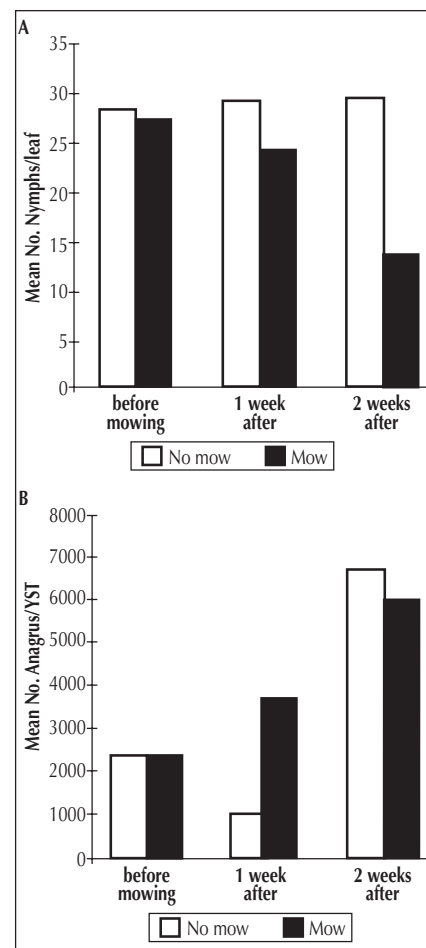 A
Mean No. Nymphs/leaf
35
30
25
20
15
10
5
0
before mowing
1 week after
2 weeks after
No mow
Mow
B
Mean No. Anagrus/YST
8000
7000
6000
5000
4000
3000
2000
1000
0
before mowing
1 week after
2 weeks after
No mow
Mow